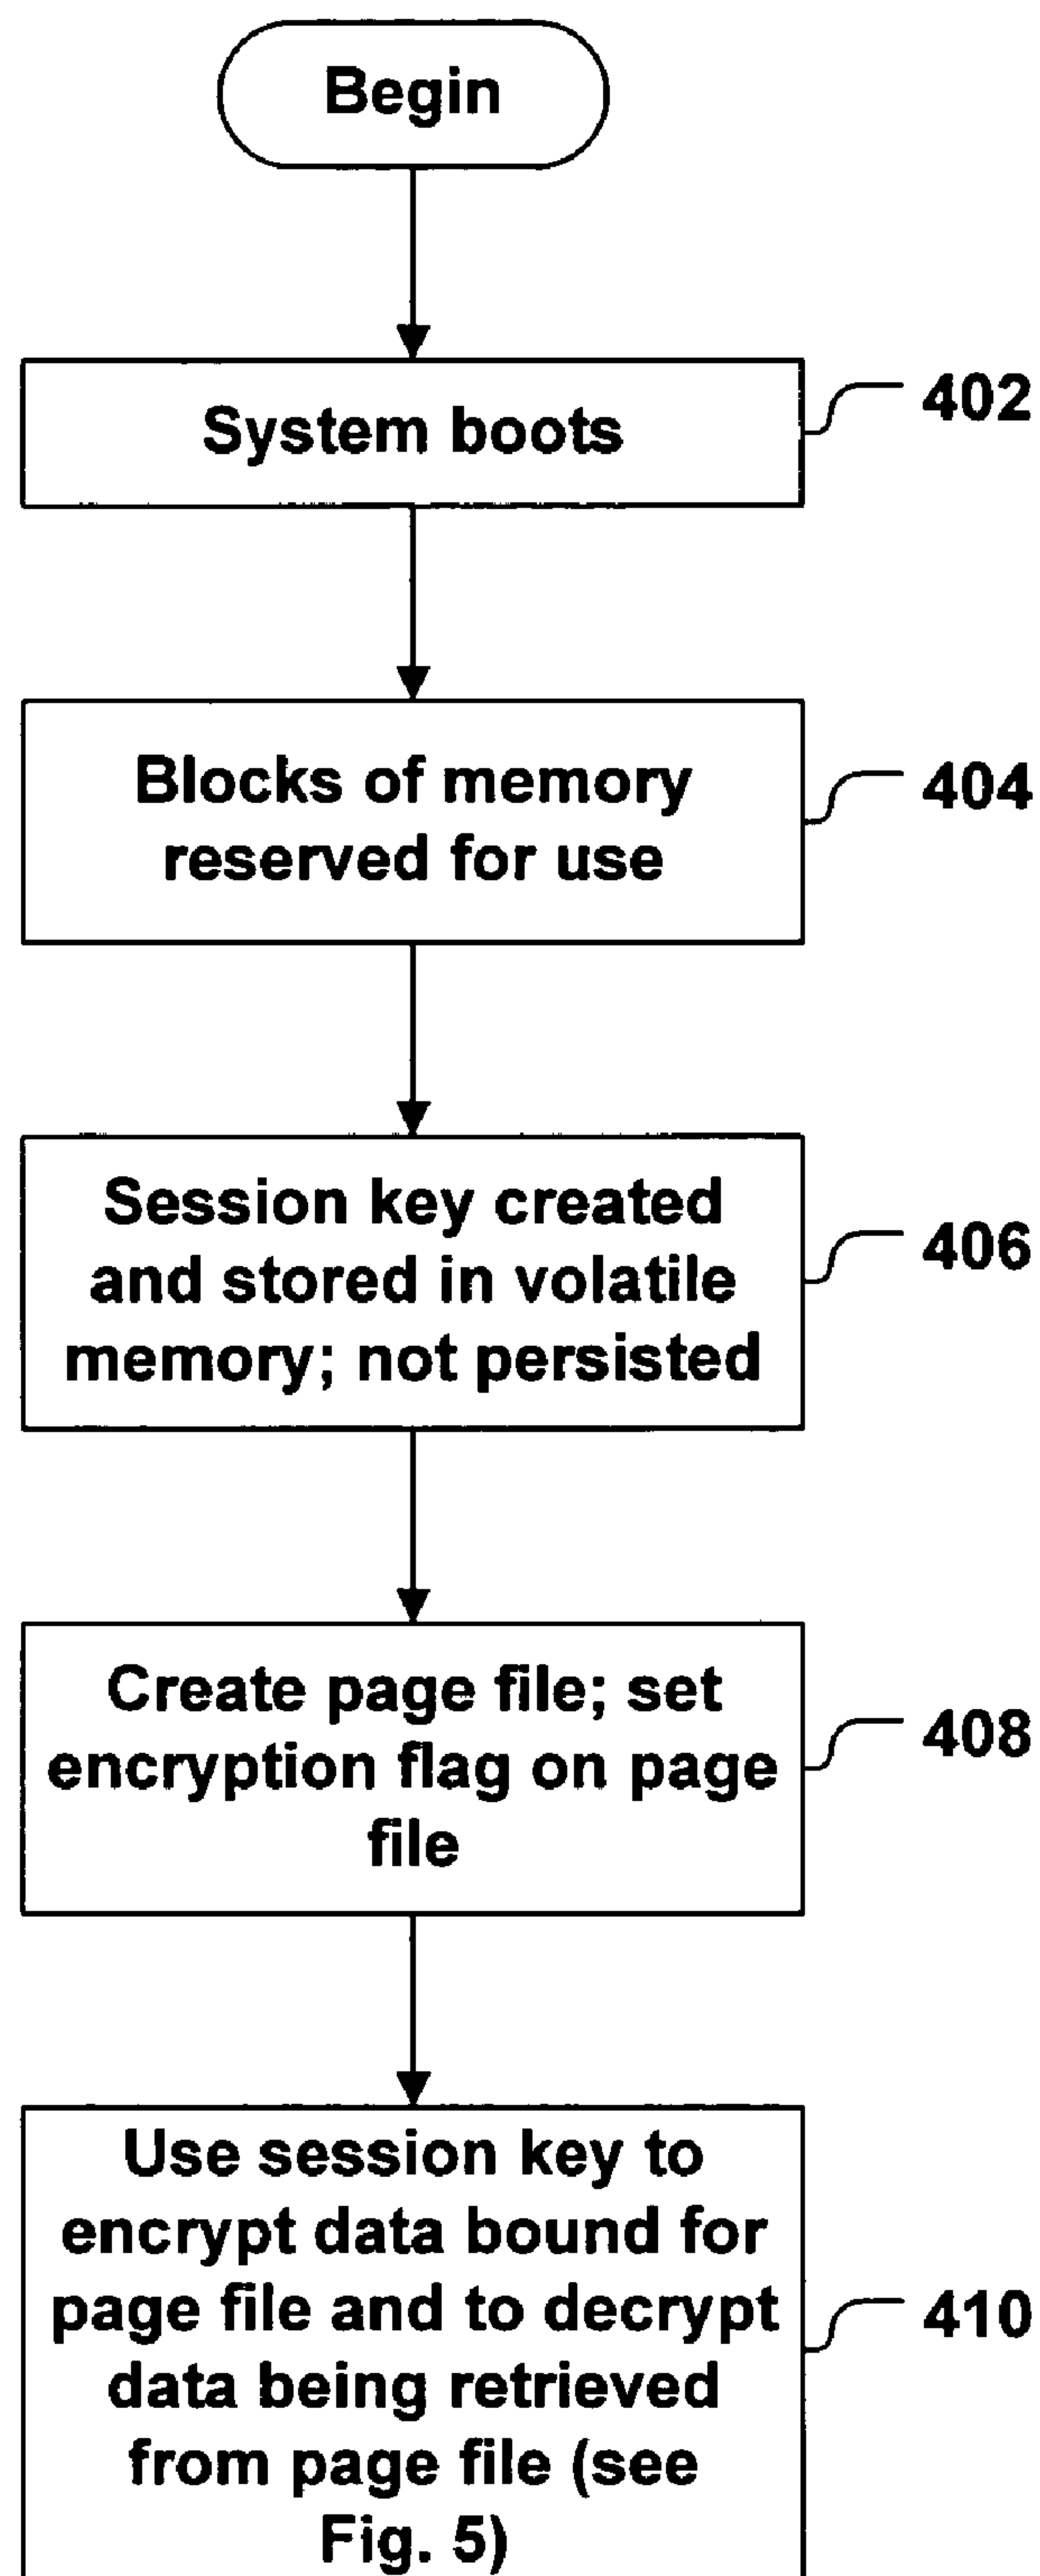 Begin
System boots
402
Blocks of memory
reserved for use
404
Session key created
and stored in volatile
memory; not persisted
406
Create page file; set
encryption flag on page
file
408
Use session key to
encrypt data bound for
page file and to decrypt
data being retrieved
from page file (see
Fig. 5)
410